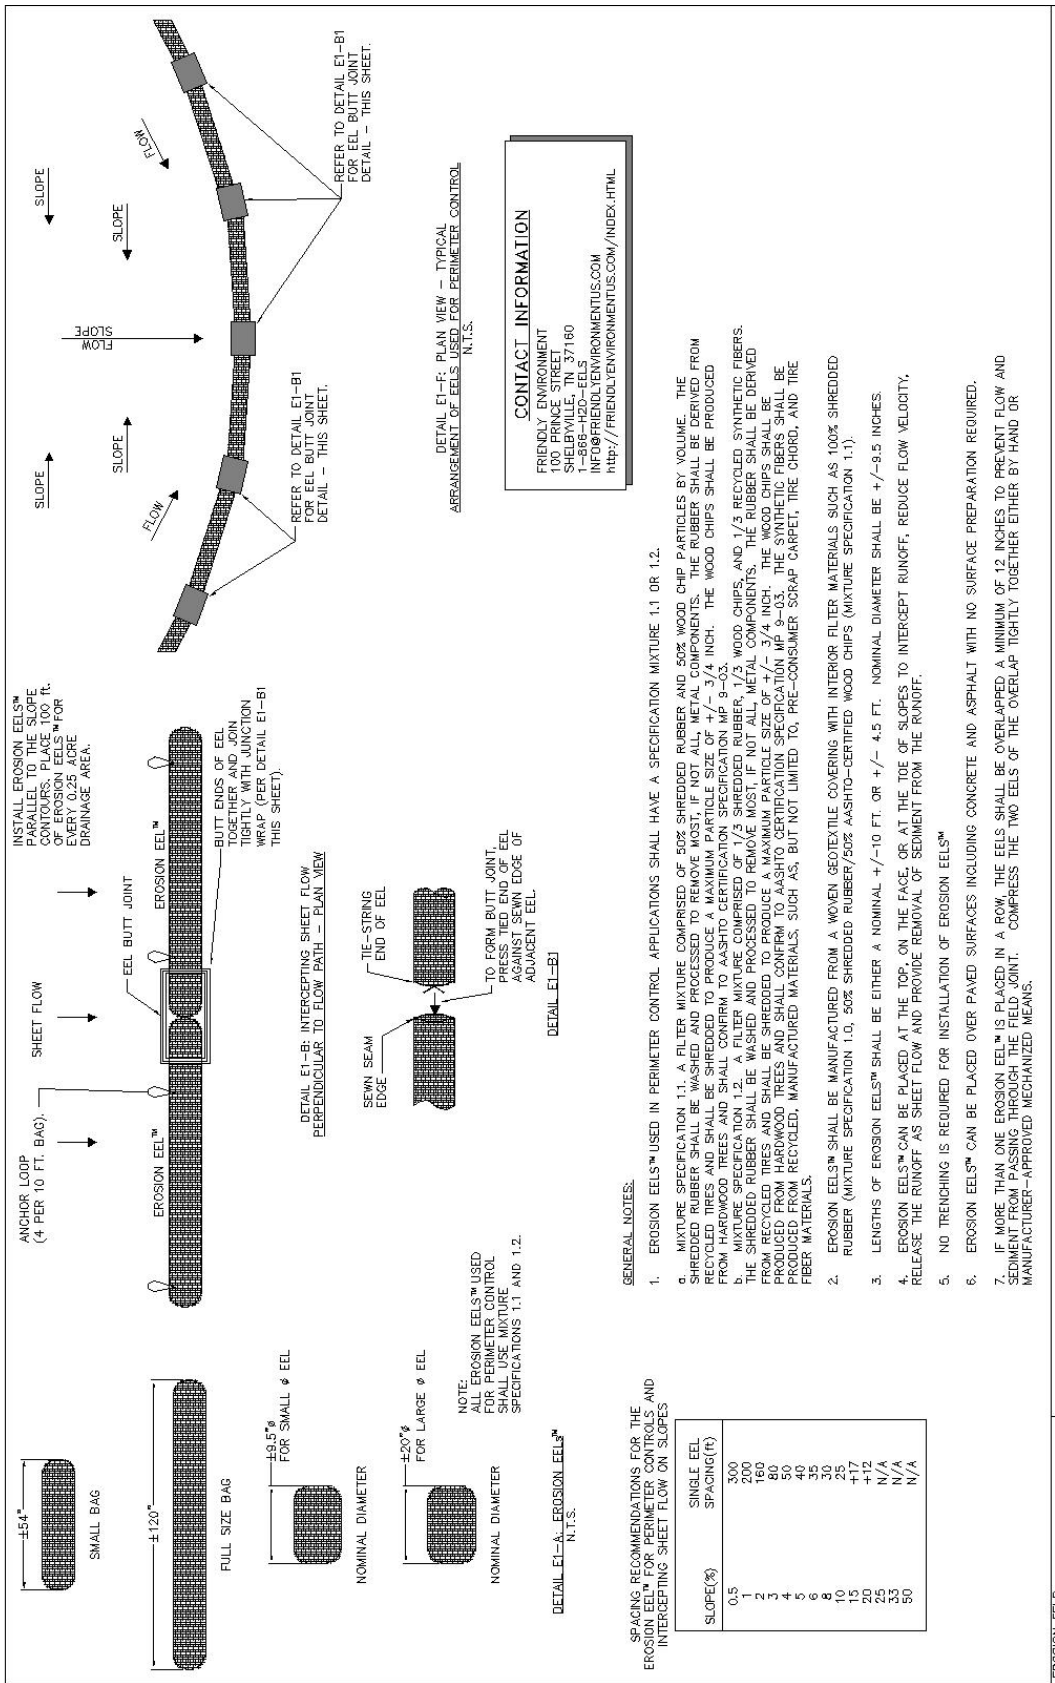 ±54"
SMALL BAG
±120"
FULL SIZE BAG
±9.5"ø
FOR SMALL ø EEL
NOMINAL DIAMETER
±20"ø
FOR LARGE ø EEL
NOMINAL DIAMETER
NOTE:
ALL EROSION EELS™ USED
FOR PERIMETER CONTROL
SHALL USE MIXTURE
SPECIFICATIONS 1.1 AND 1.2.
DETAIL E1-A: EROSION EELS™
N.T.S.
ANCHOR LOOP
(4 PER 10 FT. BAG).
SHEET FLOW
EEL BUTT JOINT
INSTALL EROSION EELS™
PARALLEL TO THE SLOPE
CONTOURS. PLACE 100 ft.
OF EROSION EELS™ FOR
EVERY 0.25 ACRE
DRAINAGE AREA.
EROSION EEL™
EROSION EEL™
BUTT ENDS OF EEL
TOGETHER AND JOIN
TIGHTLY WITH JUNCTION
WRAP (PER DETAIL E1-B1
THIS SHEET).
DETAIL E1-B: INTERCEPTING SHEET FLOW
PERPENDICULAR TO FLOW PATH - PLAN VIEW
SEWN SEAM
EDGE
TIE-STRING
END OF EEL
TO FORM BUTT JOINT,
PRESS TIED END OF EEL
AGAINST SEWN EDGE OF
ADJACENT EEL.
DETAIL E1-B1
SLOPE
SLOPE
SLOPE
SLOPE
FLOW
FLOW
SLOPE
FLOW
REFER TO DETAIL E1-B1
FOR EEL BUTT JOINT
DETAIL - THIS SHEET.
REFER TO DETAIL E1-B1
FOR EEL BUTT JOINT
DETAIL - THIS SHEET.
DETAIL E1-F: PLAN VIEW - TYPICAL
ARRANGEMENT OF EELS USED FOR PERIMETER CONTROL
N.T.S.
CONTACT INFORMATION
FRIENDLY ENVIRONMENT
100 PRINCE STREET
SHELBYVILLE, TN 37160
1-866-H2O-EELS
INFO@FRIENDLYENVIRONMENTUS.COM
http://FRIENDLYENVIRONMENTUS.COM/INDEX.HTML
SPACING RECOMMENDATIONS FOR THE
EROSION EEL™ FOR PERIMETER CONTROLS AND
INTERCEPTING SHEET FLOW ON SLOPES
SLOPE(%) SINGLE EEL
SPACING(ft)
0.5 300
1 200
2 160
3 80
4 50
5 40
6 35
8 30
10 25
15 +17
20 +12
25 N/A
33 N/A
50 N/A
GENERAL NOTES:
1. EROSION EELS™ USED IN PERIMETER CONTROL APPLICATIONS SHALL HAVE A SPECIFICATION MIXTURE 1.1 OR 1.2.
a. MIXTURE SPECIFICATION 1.1. A FILTER MIXTURE COMPRISED OF 50% SHREDDED RUBBER AND 50% WOOD CHIP PARTICLES BY VOLUME. THE
SHREDDED RUBBER SHALL BE WASHED AND PROCESSED TO REMOVE MOST, IF NOT ALL, METAL COMPONENTS. THE RUBBER SHALL BE DERIVED FROM
RECYCLED TIRES AND SHALL BE SHREDDED TO PRODUCE A MAXIMUM PARTICLE SIZE OF +/- 3/4 INCH. THE WOOD CHIPS SHALL BE PRODUCED
FROM HARDWOOD TREES AND SHALL CONFIRM TO AASHTO CERTIFICATION SPECIFICATION MP 9-03.
b. MIXTURE SPECIFICATION 1.2. A FILTER MIXTURE COMPRISED OF 1/3 SHREDDED RUBBER, 1/3 WOOD CHIPS, AND 1/3 RECYCLED SYNTHETIC FIBERS.
THE SHREDDED RUBBER SHALL BE WASHED AND PROCESSED TO REMOVE MOST, IF NOT ALL, METAL COMPONENTS. THE RUBBER SHALL BE DERIVED
FROM RECYCLED TIRES AND SHALL BE SHREDDED TO PRODUCE A MAXIMUM PARTICLE SIZE OF +/- 3/4 INCH. THE WOOD CHIPS SHALL BE
PRODUCED FROM HARDWOOD TREES AND SHALL CONFIRM TO AASHTO CERTIFICATION SPECIFICATION MP 9-03. THE SYNTHETIC FIBERS SHALL BE
PRODUCED FROM RECYCLED, MANUFACTURED MATERIALS, SUCH AS, BUT NOT LIMITED TO, PRE-CONSUMER SCRAP CARPET, TIRE CHORD, AND TIRE
FIBER MATERIALS.
2. EROSION EELS™ SHALL BE MANUFACTURED FROM A WOVEN GEOTEXTILE COVERING WITH INTERIOR FILTER MATERIALS SUCH AS 100% SHREDDED
RUBBER (MIXTURE SPECIFICATION 1.0, 50% SHREDDED RUBBER/50% AASHTO-CERTIFIED WOOD CHIPS (MIXTURE SPECIFICATION 1.1).
3. LENGTHS OF EROSION EELS™ SHALL BE EITHER A NOMINAL +/-10 FT. OR +/- 4.5 FT. NOMINAL DIAMETER SHALL BE +/-9.5 INCHES.
4. EROSION EELS™ CAN BE PLACED AT THE TOP, ON THE FACE, OR AT THE TOE OF SLOPES TO INTERCEPT RUNOFF, REDUCE FLOW VELOCITY,
RELEASE THE RUNOFF AS SHEET FLOW AND PROVIDE REMOVAL OF SEDIMENT FROM THE RUNOFF.
5. NO TRENCHING IS REQUIRED FOR INSTALLATION OF EROSION EELS™
6. EROSION EELS™ CAN BE PLACED OVER PAVED SURFACES INCLUDING CONCRETE AND ASPHALT WITH NO SURFACE PREPARATION REQUIRED.
7. IF MORE THAN ONE EROSION EEL™ IS PLACED IN A ROW, THE EELS SHALL BE OVERLAPPED A MINIMUM OF 12 INCHES TO PREVENT FLOW AND
SEDIMENT FROM PASSING THROUGH THE FIELD JOINT. COMPRESS THE TWO EELS OF THE OVERLAP TIGHTLY TOGETHER EITHER BY HAND OR
MANUFACTURER-APPROVED MECHANIZED MEANS.